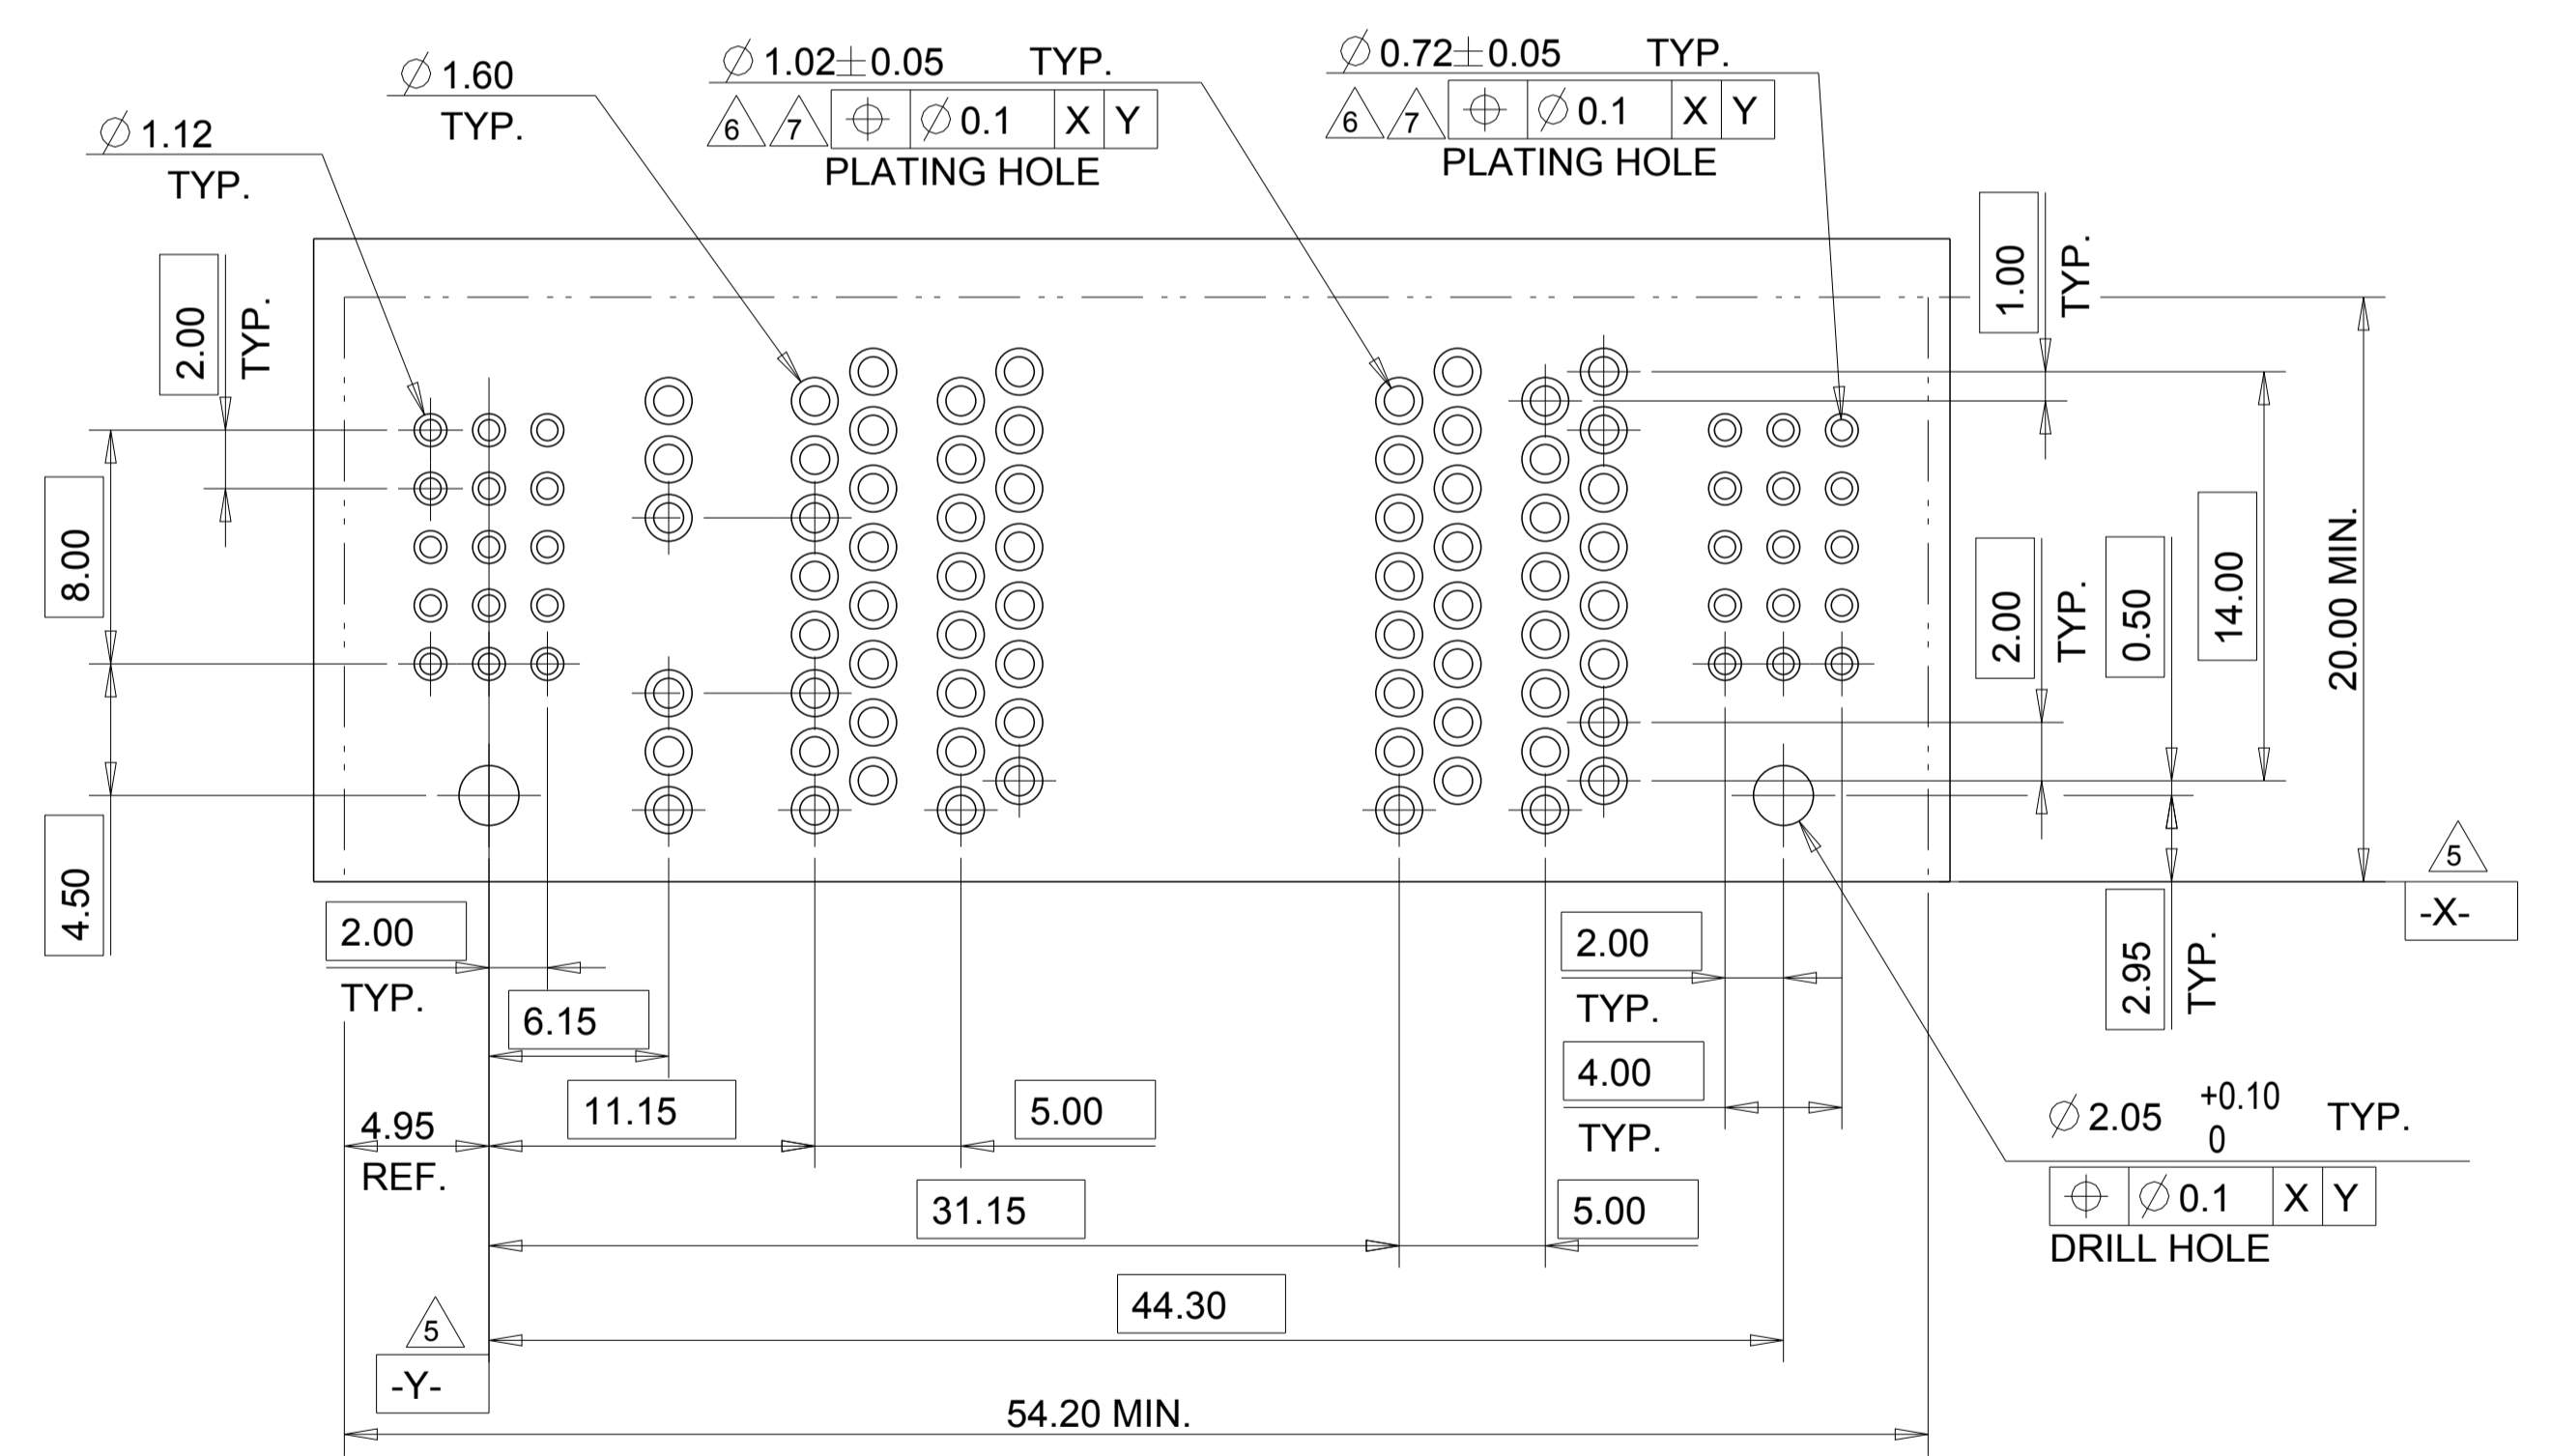 ⌀ 1.12
TYP.
⌀ 1.60
TYP.
⌀ 1.02±0.05 TYP.
6 7 ⌖ ⌀ 0.1 X Y
PLATING HOLE
⌀ 0.72±0.05 TYP.
6 7 ⌖ ⌀ 0.1 X Y
PLATING HOLE
2.00
TYP.
8.00
4.50
1.00
TYP.
2.00
TYP.
0.50
14.00
20.00 MIN.
2.95
TYP.
5
-X-
2.00
TYP.
6.15
11.15
5.00
4.95
REF.
31.15
44.30
5
-Y-
54.20 MIN.
2.00
TYP.
4.00
TYP.
5.00
⌀ 2.05 +0.10 TYP.
0
⌖ ⌀ 0.1 X Y
DRILL HOLE